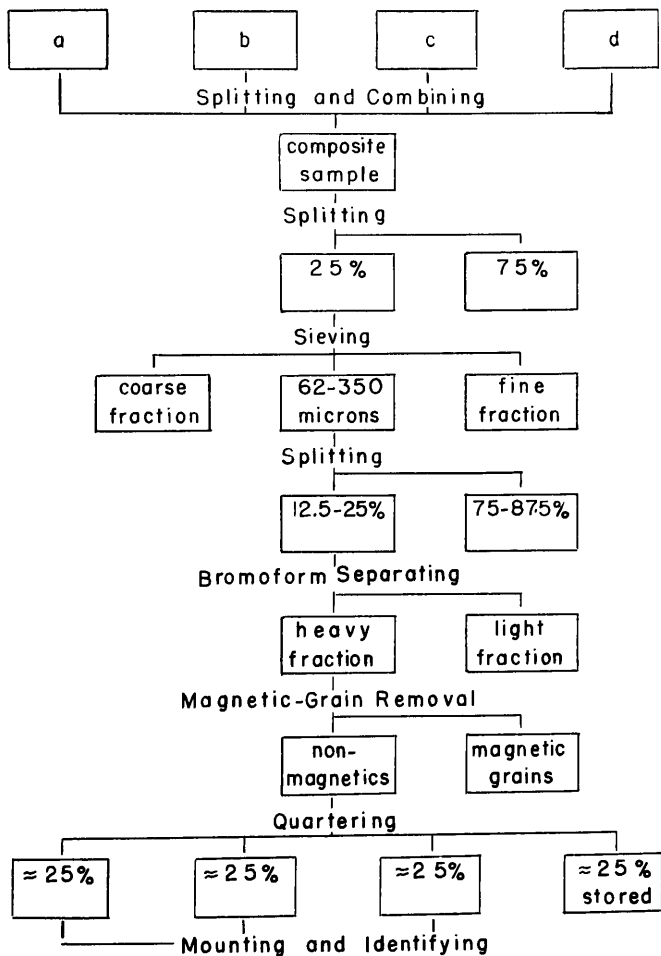 a
b
c
d
Splitting and Combining
composite
sample
Splitting
25%
75%
Sieving
coarse
fraction
62-350
microns
fine
fraction
Splitting
12.5-25%
75-87.5%
Bromoform Separating
heavy
fraction
light
fraction
Magnetic-Grain Removal
non-
magnetics
magnetic
grains
Quartering
≈25%
≈25%
≈25%
≈25%
stored
Mounting and Identifying